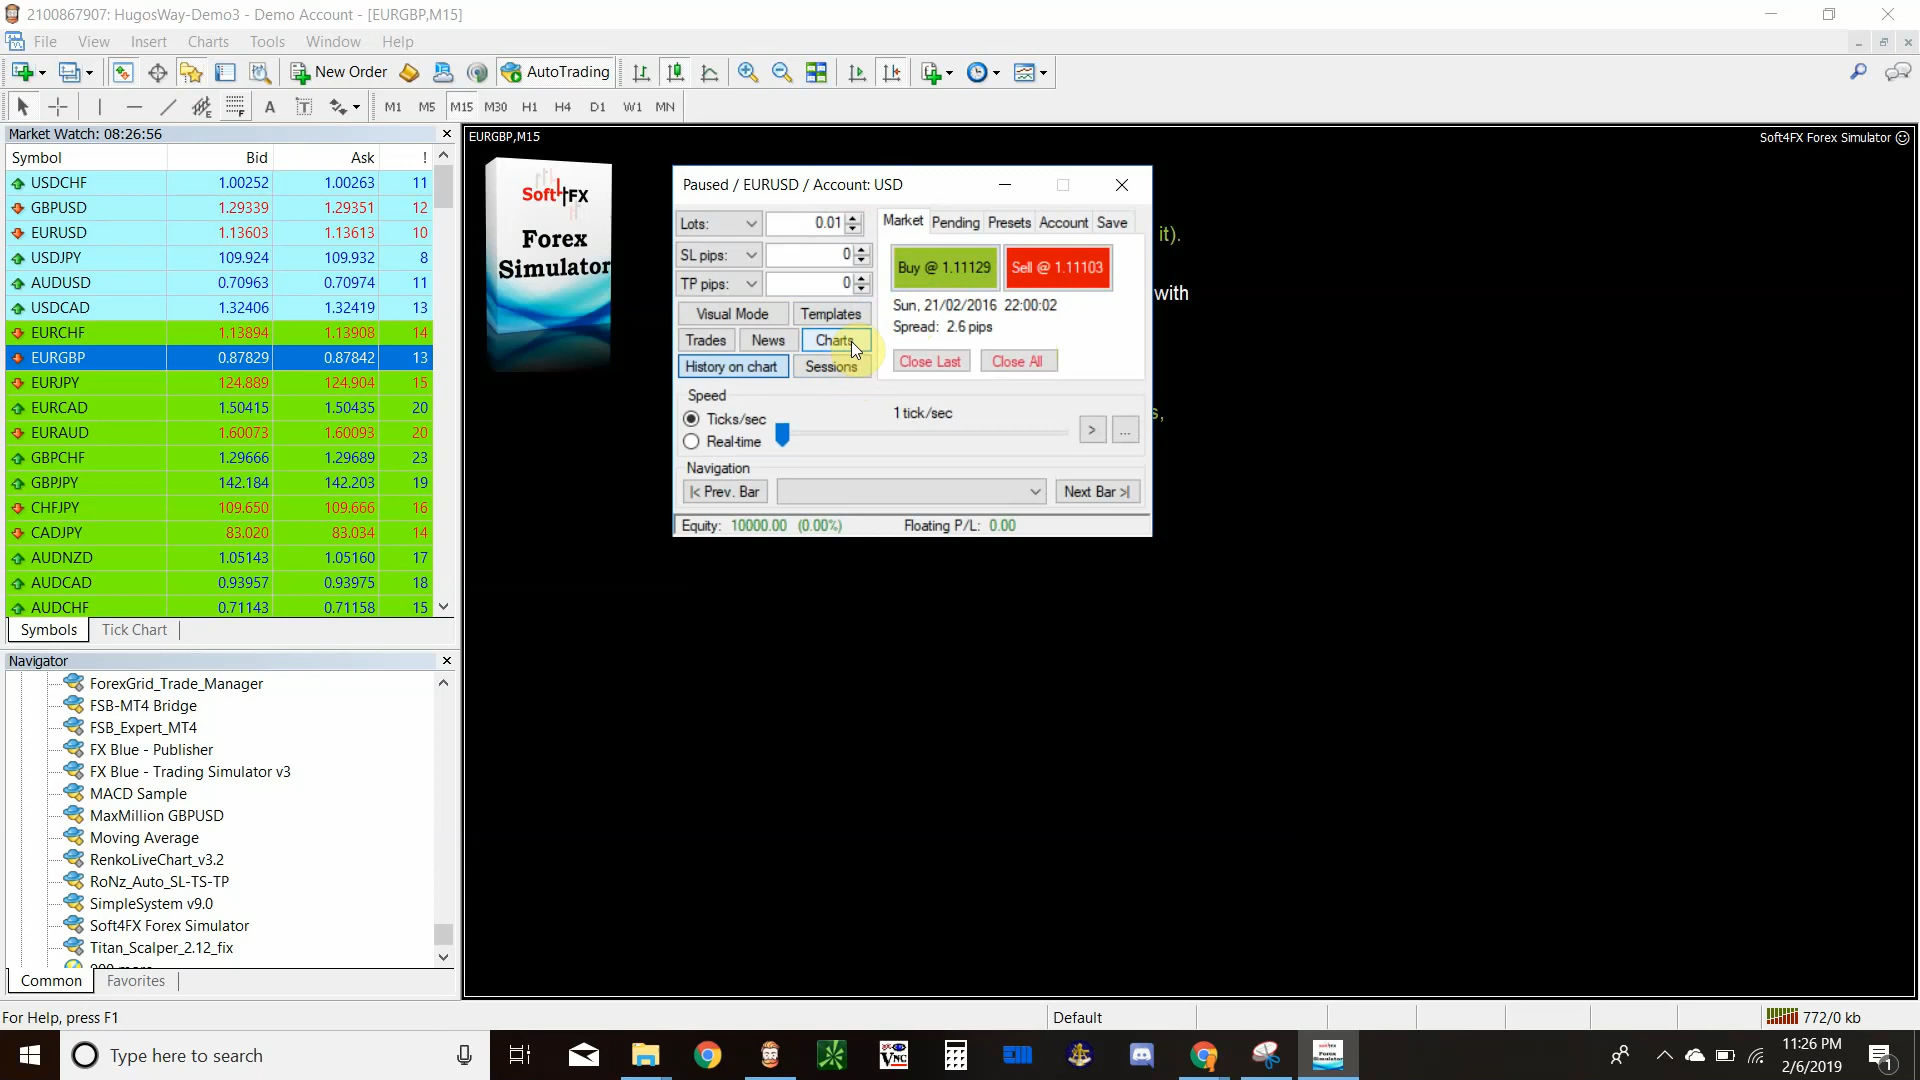 2100867907: HugosWay-Demo3 - Demo Account - [EURGBP,M15]
File View Insert Charts Tools Window Help
New Order AutoTrading
A T M1 M5 M15 M30 H1 H4 D1 W1 MN
Market Watch: 08:26:56
Symbol Bid Ask !
USDCHF 1.00252 1.00263 11
GBPUSD 1.29339 1.29351 12
EURUSD 1.13603 1.13613 10
USDJPY 109.924 109.932 8
AUDUSD 0.70963 0.70974 11
USDCAD 1.32406 1.32419 13
EURCHF 1.13894 1.13908 14
EURGBP 0.87829 0.87842 13
EURJPY 124.889 124.904 15
EURCAD 1.50415 1.50435 20
EURAUD 1.60073 1.60093 20
GBPCHF 1.29666 1.29689 23
GBPJPY 142.184 142.203 19
CHFJPY 109.650 109.666 16
CADJPY 83.020 83.034 14
AUDNZD 1.05143 1.05160 17
AUDCAD 0.93957 0.93975 18
AUDCHF 0.71143 0.71158 15
Symbols Tick Chart
Navigator
ForexGrid_Trade_Manager
FSB-MT4 Bridge
FSB_Expert_MT4
FX Blue - Publisher
FX Blue - Trading Simulator v3
MACD Sample
MaxMillion GBPUSD
Moving Average
RenkoLiveChart_v3.2
RoNz_Auto_SL-TS-TP
SimpleSystem v9.0
Soft4FX Forex Simulator
Titan_Scalper_2.12_fix
Common Favorites
EURGBP,M15
Soft4FX Forex Simulator
Soft4FX
Forex
Simulator
it).
with
s,
Paused / EURUSD / Account: USD
Lots: 0.01
SL pips: 0
TP pips: 0
Visual Mode Templates
Trades News Charts
History on chart Sessions
Market Pending Presets Account Save
Buy @ 1.11129 Sell @ 1.11103
Sun, 21/02/2016 22:00:02
Spread: 2.6 pips
Close Last Close All
Speed
Ticks/sec
Real-time
1 tick/sec
> ...
Navigation
|< Prev. Bar Next Bar >|
Equity: 10000.00 (0.00%) Floating P/L: 0.00
For Help, press F1
Default
772/0 kb
Type here to search
VNC
11:26 PM
2/6/2019
1